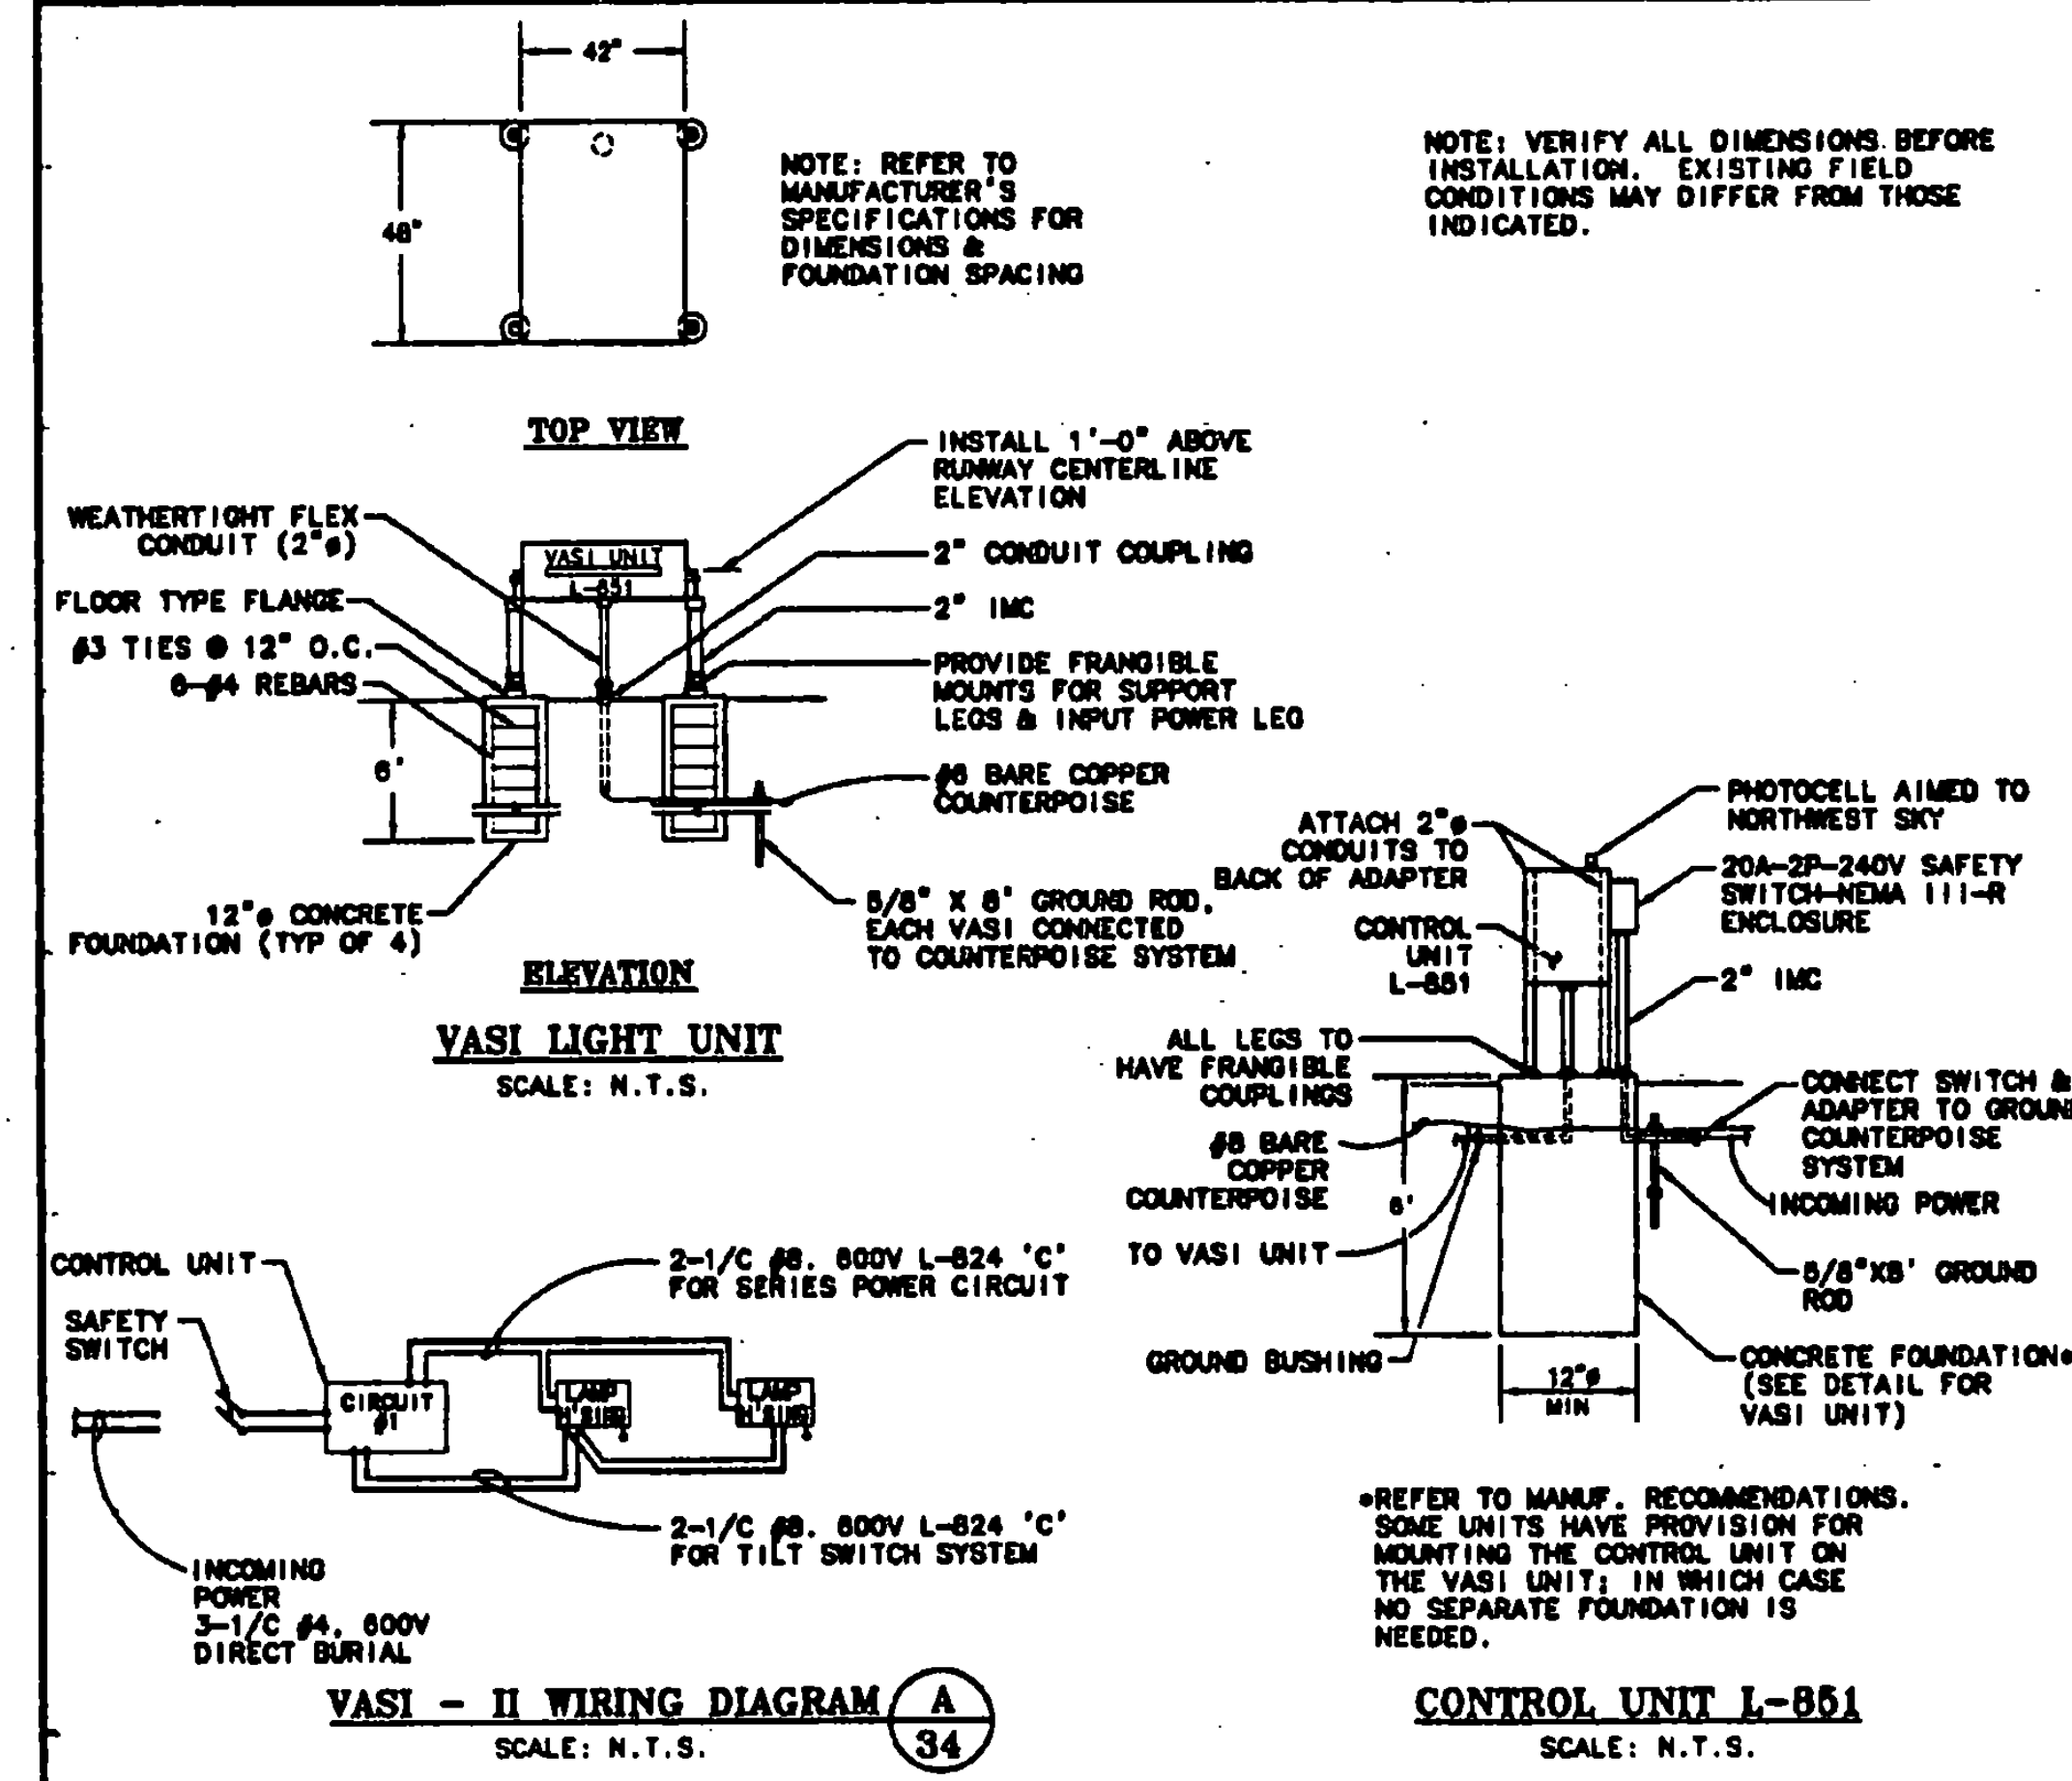 42"
48"
NOTE: REFER TO
MANUFACTURER'S
SPECIFICATIONS FOR
DIMENSIONS &
FOUNDATION SPACING
NOTE: VERIFY ALL DIMENSIONS BEFORE
INSTALLATION. EXISTING FIELD
CONDITIONS MAY DIFFER FROM THOSE
INDICATED.
TOP VIEW
INSTALL 1'-0" ABOVE
RUNWAY CENTERLINE
ELEVATION
WEATHERTIGHT FLEX
CONDUIT (2"ø)
VASI UNIT
L-851
2" CONDUIT COUPLING
FLOOR TYPE FLANGE
2" IMC
#3 TIES @ 12" O.C.
6-#4 REBARS
PROVIDE FRANGIBLE
MOUNTS FOR SUPPORT
LEGS & INPUT POWER LEG
6'
BARE COPPER
COUNTERPOISE
12"ø CONCRETE
FOUNDATION (TYP OF 4)
5/8" X 8' GROUND ROD.
EACH VASI CONNECTED
TO COUNTERPOISE SYSTEM
ELEVATION
VASI LIGHT UNIT
SCALE: N.T.S.
PHOTOCELL AIMED TO
NORTHWEST SKY
ATTACH 2"ø
CONDUITS TO
BACK OF ADAPTER
20A-2P-240V SAFETY
SWITCH-NEMA III-R
ENCLOSURE
CONTROL
UNIT
L-851
2" IMC
ALL LEGS TO
HAVE FRANGIBLE
COUPLINGS
CONNECT SWITCH &
ADAPTER TO GROUND
COUNTERPOISE
SYSTEM
#8 BARE
COPPER
COUNTERPOISE
6'
INCOMING POWER
TO VASI UNIT
5/8"X8' GROUND
ROD
GROUND BUSHING
12"ø
MIN
CONCRETE FOUNDATION*
(SEE DETAIL FOR
VASI UNIT)
CONTROL UNIT
SAFETY
SWITCH
2-1/C #8. 600V L-824 'C'
FOR SERIES POWER CIRCUIT
CIRCUIT
#1
LAMP
H'SING
LAMP
H'SING
2-1/C #8. 600V L-824 'C'
FOR TILT SWITCH SYSTEM
INCOMING
POWER
3-1/C #4. 600V
DIRECT BURIAL
*REFER TO MANUF. RECOMMENDATIONS.
SOME UNITS HAVE PROVISION FOR
MOUNTING THE CONTROL UNIT ON
THE VASI UNIT; IN WHICH CASE
NO SEPARATE FOUNDATION IS
NEEDED.
VASI - II WIRING DIAGRAM
A
34
SCALE: N.T.S.
CONTROL UNIT L-851
SCALE: N.T.S.